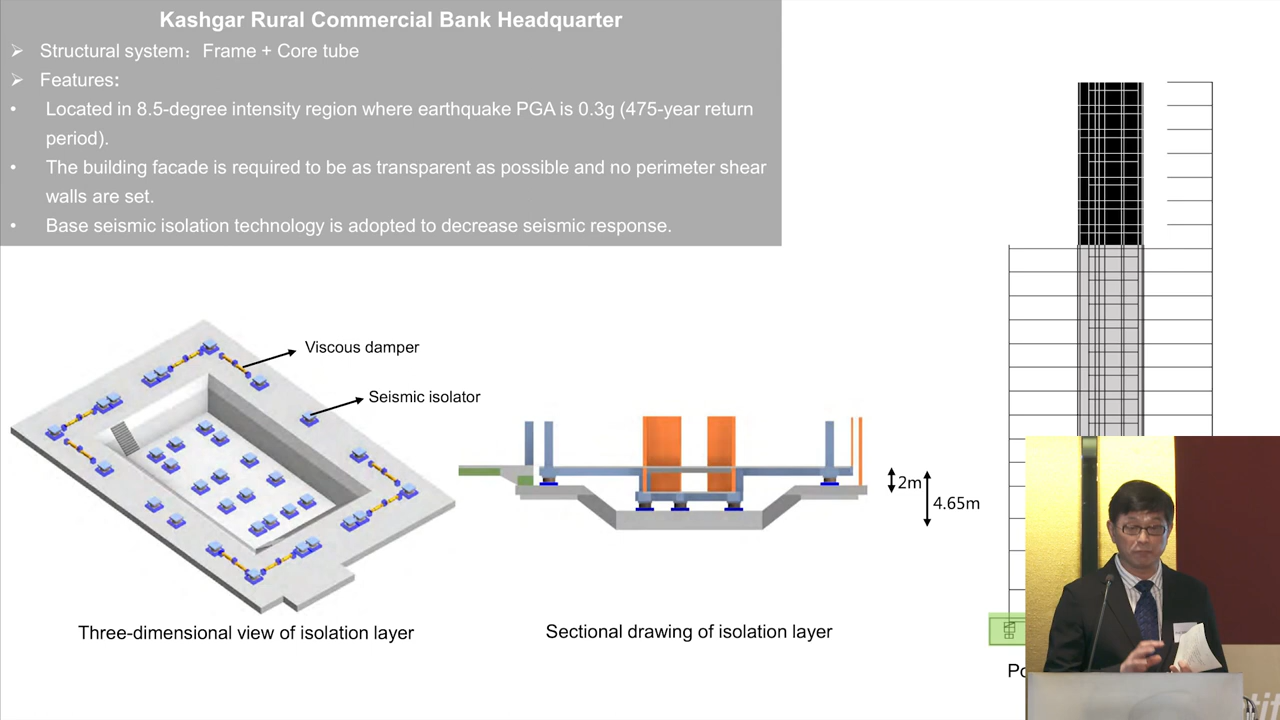 Kashgar Rural Commercial Bank Headquarter
Structural system：Frame + Core tube
Features:
Located in 8.5-degree intensity region where earthquake PGA is 0.3g (475-year return
period).
The building facade is required to be as transparent as possible and no perimeter shear
walls are set.
Base seismic isolation technology is adopted to decrease seismic response.
Viscous damper
Seismic isolator
2m
4.65m
Three-dimensional view of isolation layer
Sectional drawing of isolation layer